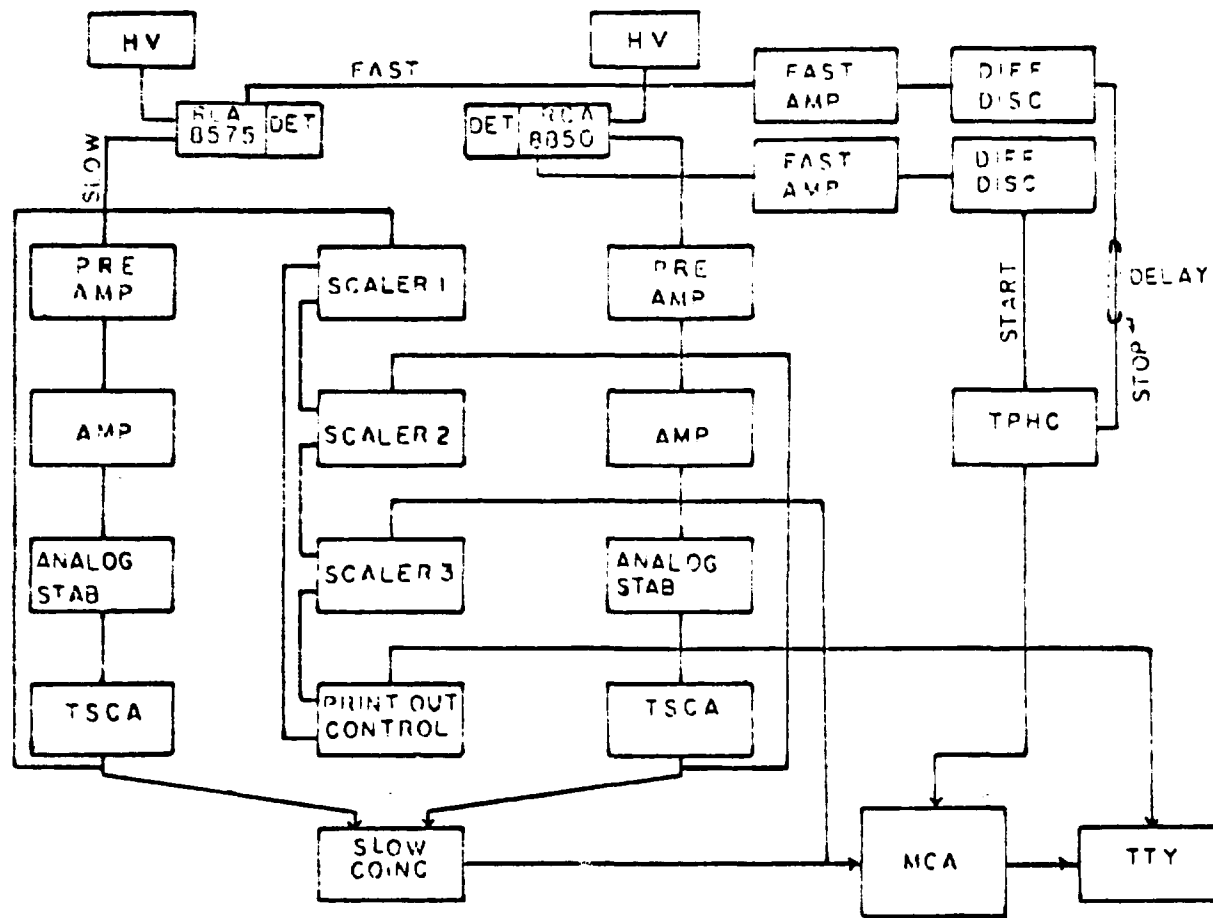 HV
HV
FAST
FAST
AMP
DIFF
DISC
RCA
8575
DET
DET
RCA
8850
SLOW
FAST
AMP
DIFF
DISC
PRE
AMP
SCALER 1
PRE
AMP
START
DELAY
STOP
AMP
SCALER 2
AMP
TPHC
ANALOG
STAB
SCALER 3
ANALOG
STAB
TSCA
PRINT OUT
CONTROL
TSCA
SLOW
COINC
MCA
TTY